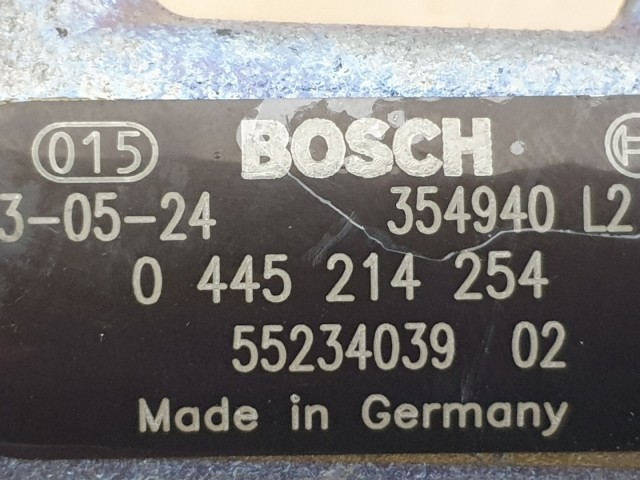 015 BOSCH
3-05-24 354940 L2
0 445 214 254
55234039 02
Made in Germany